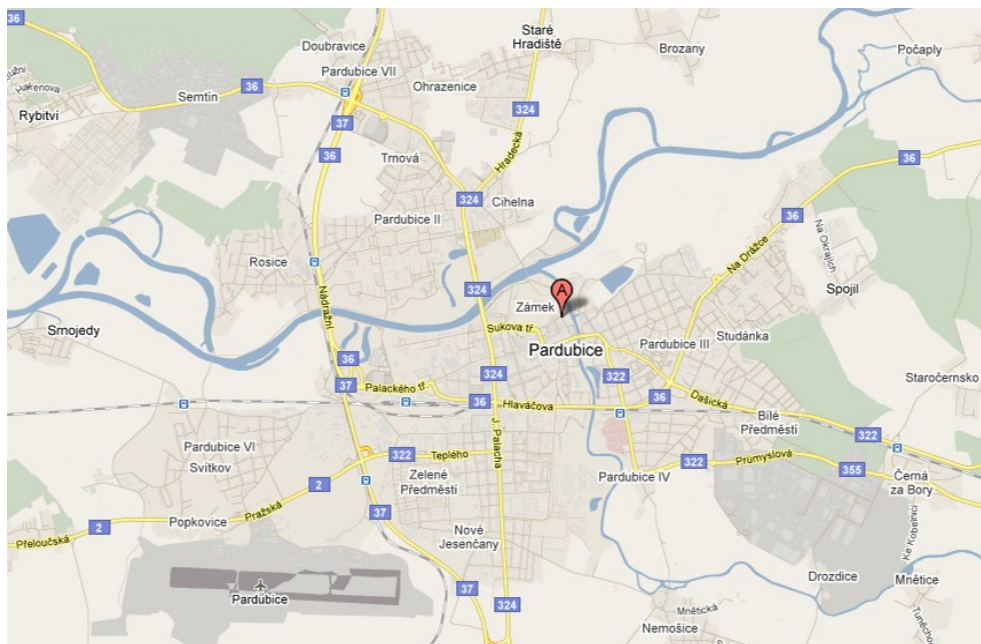 36
Staré
Hradiště
Doubravice
Brozany
Počaply
Pardubice VII
Ohrazenice
36
Hakenova
Semtín
Rybitví
324
37
36
Trnová
Hradecká
36
324
Cihelna
Pardubice II
36
Na Drážce
Na Okrajích
Rosice
Spojil
324
Nádražní
A
Zámek
Srnojedy
Sukova tř
Studánka
Pardubice
Pardubice III
36
324
322
Staročernsko
37
Palackého tř
36
Hlaváčova
36
Dašická
Bílé
Předměstí
J. Palacha
322
Pardubice VI
Svítkov
322
Teplého
322
Průmyslová
355
Zelené
Předměstí
Pardubice IV
Černá
za Bory
2
Pražská
37
Popkovice
2
Přeloučská
Nové
Jesenčany
Ke Kobelnici
Drozdice
Mnětice
37
Pardubice
324
Mnětická
Nemošice